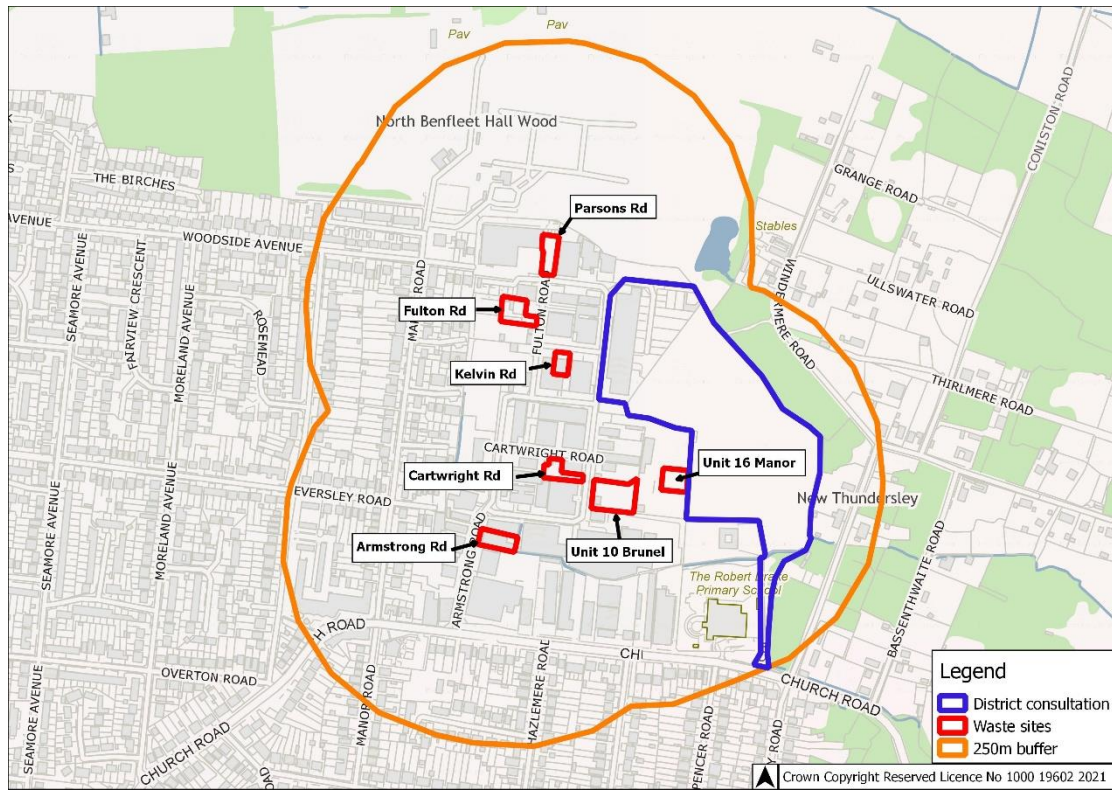 Pav
Pav
North Benfleet Hall Wood
THE BIRCHES
AVENUE
WOODSIDE AVENUE
SEAMORE AVENUE
FAIRVIEW CRESCENT
MORELAND AVENUE
ROSEMEAD
Parsons Rd
Fulton Rd
FULTON ROAD
Kelvin Rd
Stables
WINDERMERE ROAD
GRANGE ROAD
CONISTON ROAD
ULLSWATER ROAD
THIRLMERE ROAD
CARTWRIGHT ROAD
Cartwright Rd
Unit 16 Manor
New Thundersley
EVERSLEY ROAD
Armstrong Rd
Unit 10 Brunel
ARMSTRONG ROAD
The Robert Drake
Primary School
BASSENTHWAITE ROAD
SEAMORE AVENUE
MORELAND AVENUE
SEAMORE AVENUE
OVERTON ROAD
CHURCH ROAD
MANOR ROAD
HAZLEMERE ROAD
CHURCH ROAD
SPENCER ROAD
Legend
District consultation
Waste sites
250m buffer
Crown Copyright Reserved Licence No 1000 19602 2021